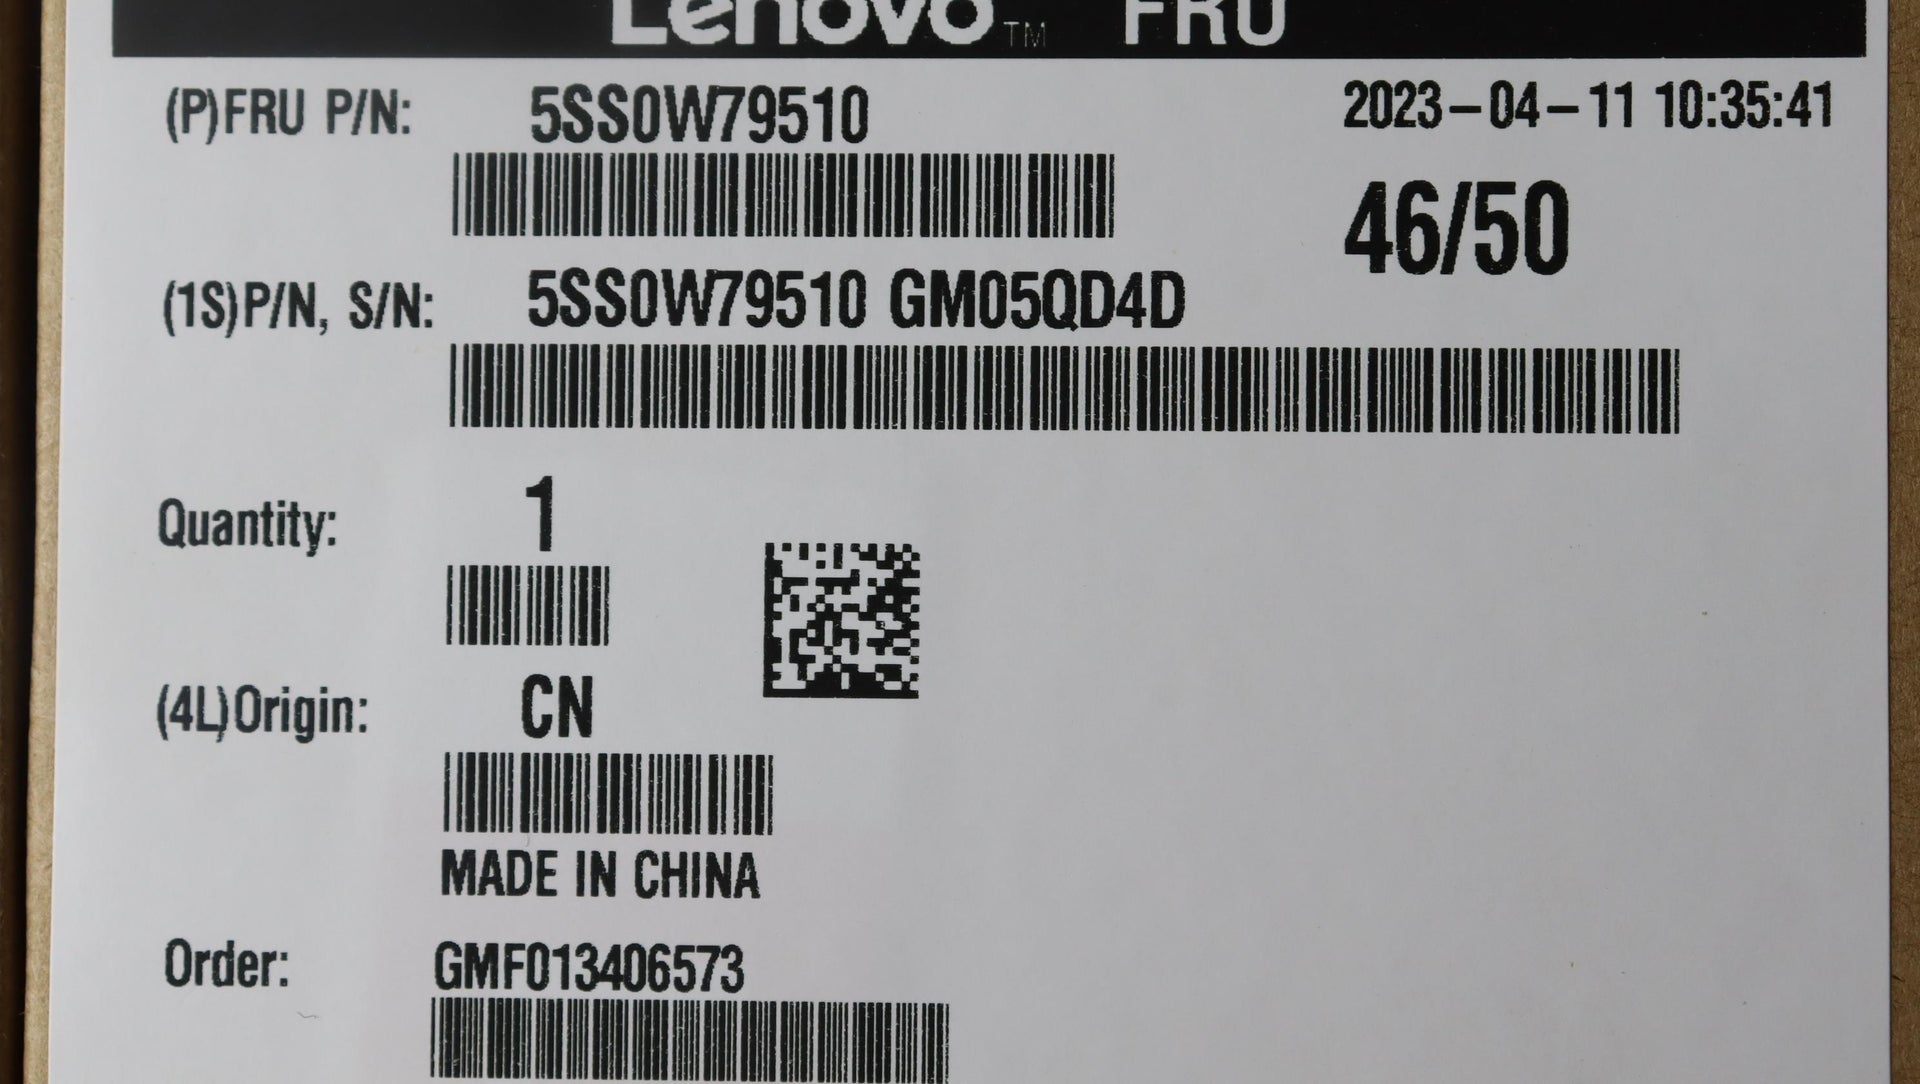 Lenovo TM FRU
(P)FRU P/N: 5SS0W79510 2023-04-11 10:35:41
46/50
(1S)P/N, S/N: 5SS0W79510 GM05QD4D
Quantity: 1
(4L)Origin: CN
MADE IN CHINA
Order: GMF013406573